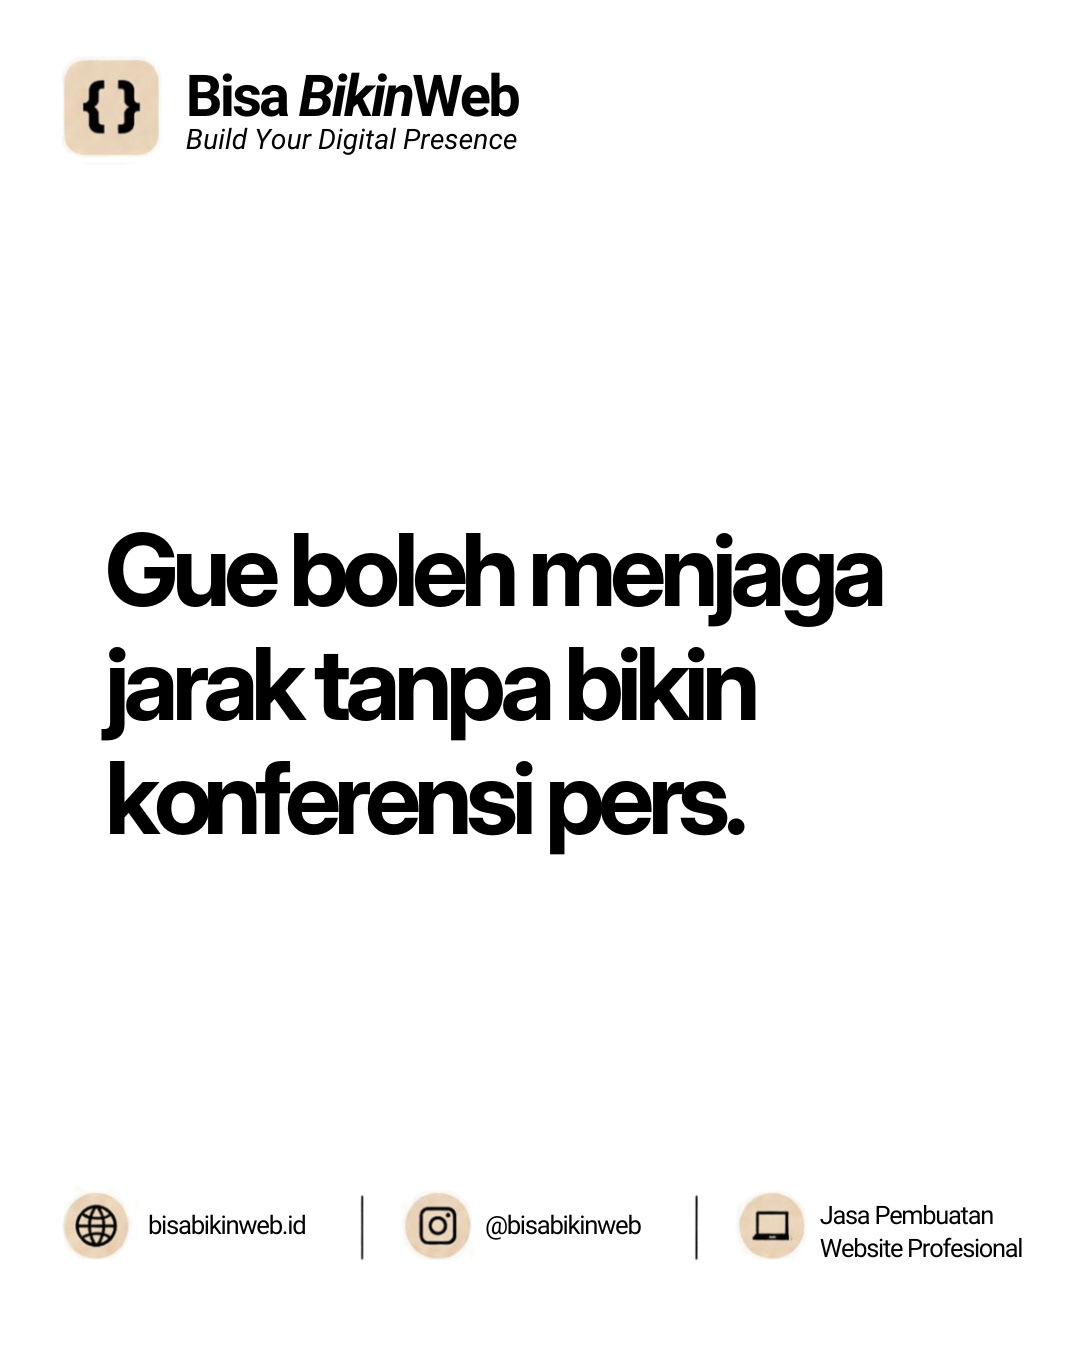 { }
Bisa BikinWeb
Build Your Digital Presence
Gue boleh menjaga
jarak tanpa bikin
konferensi pers.
bisabikinweb.id
@bisabikinweb
Jasa Pembuatan
Website Profesional